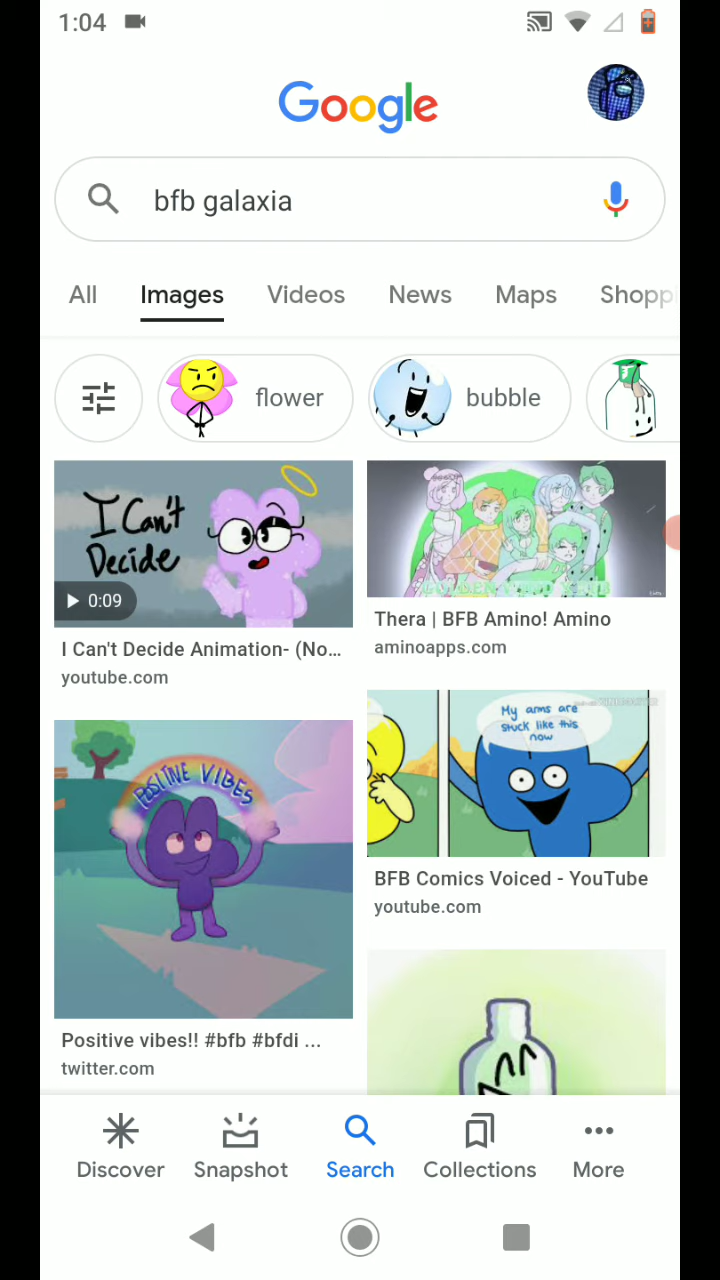 1:04
Google
bfb galaxia
All Images Videos News Maps Shopp
flower bubble
I Can't
Decide
0:09
I Can't Decide Animation- (No...
youtube.com
Thera | BFB Amino! Amino
aminoapps.com
My arms are
stuck like this
now
BFB Comics Voiced - YouTube
youtube.com
POSITIVE VIBES
Positive vibes!! #bfb #bfdi ...
twitter.com
Discover Snapshot Search Collections More